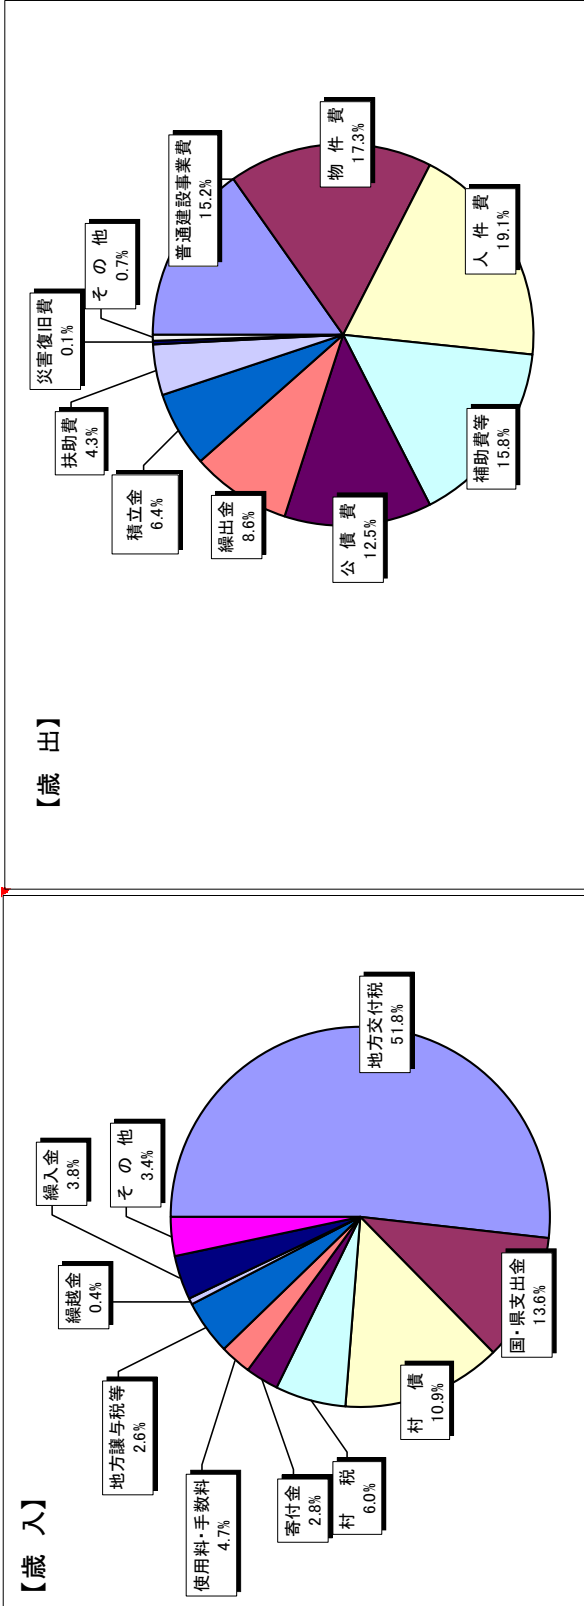 【歳 入】
地方交付税
51.8%
国・県支出金
13.6%
村 債
10.9%
村 税
6.0%
寄付金
2.8%
使用料・手数料
4.7%
地方譲与税等
2.6%
繰越金
0.4%
繰入金
3.8%
そ の 他
3.4%
【歳 出】
普通建設事業費
15.2%
物 件 費
17.3%
人 件 費
19.1%
補助費等
15.8%
公 債 費
12.5%
繰出金
8.6%
積立金
6.4%
扶助費
4.3%
災害復旧費
0.1%
そ の 他
0.7%